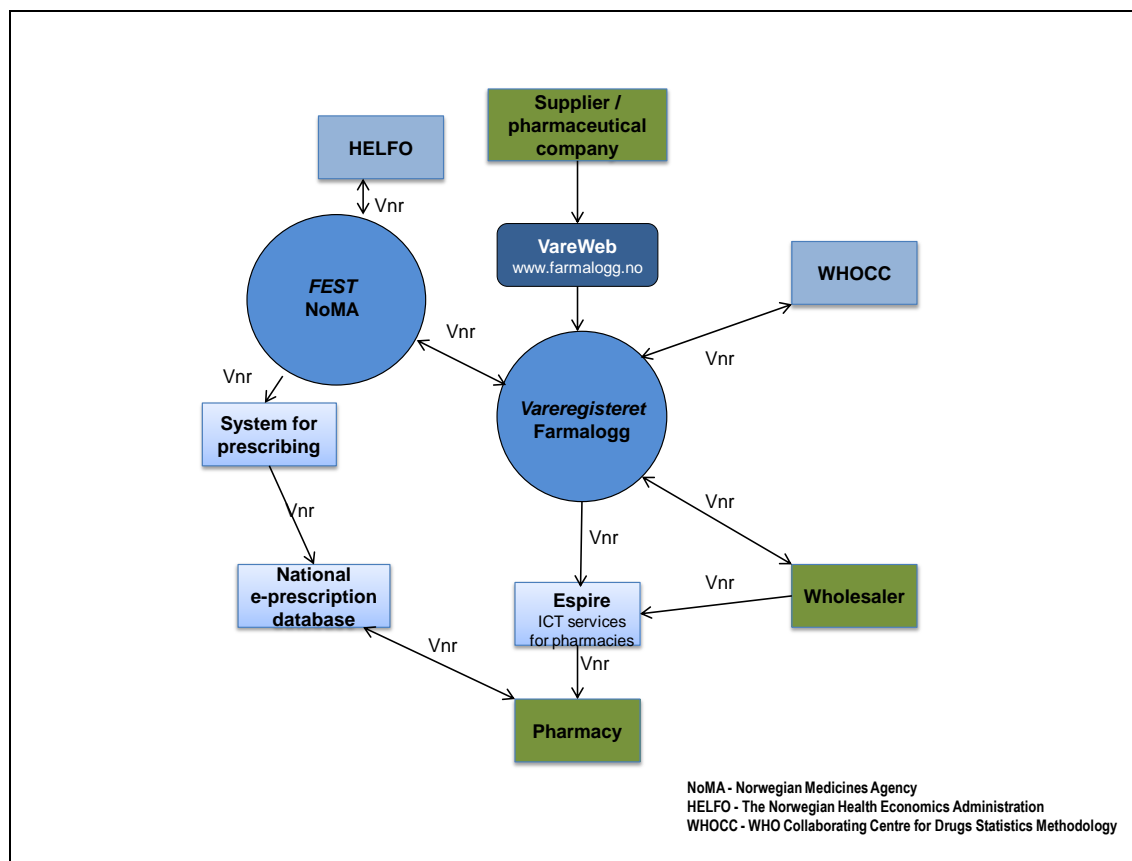 Supplier /
pharmaceutical
company
HELFO
Vnr
VareWeb
www.farmalogg.no
WHOCC
FEST
NoMA
Vnr
Vnr
Vnr
System for
prescribing
Vareregisteret
Farmalogg
Vnr
Vnr
Vnr
National
e-prescription
database
Espire
ICT services
for pharmacies
Vnr
Wholesaler
Vnr
Vnr
Pharmacy
NoMA - Norwegian Medicines Agency
HELFO - The Norwegian Health Economics Administration
WHOCC - WHO Collaborating Centre for Drugs Statistics Methodology